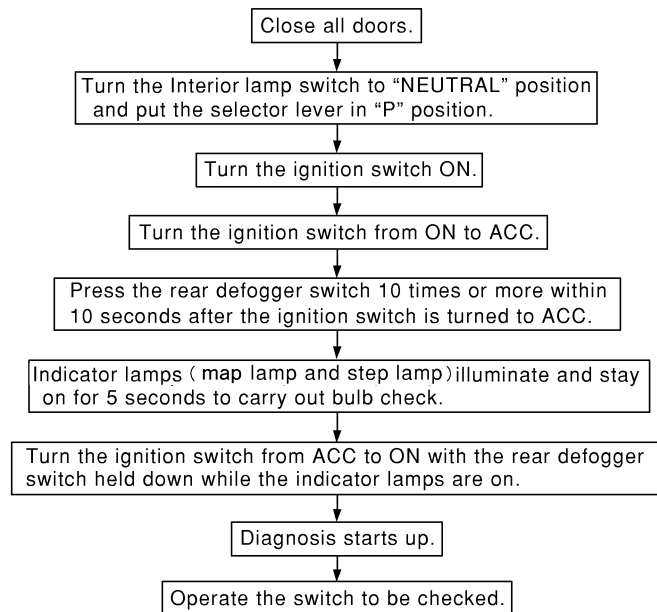 Close all doors.
Turn the Interior lamp switch to “NEUTRAL” position
and put the selector lever in “P” position.
Turn the ignition switch ON.
Turn the ignition switch from ON to ACC.
Press the rear defogger switch 10 times or more within
10 seconds after the ignition switch is turned to ACC.
Indicator lamps (map lamp and step lamp) illuminate and stay
on for 5 seconds to carry out bulb check.
Turn the ignition switch from ACC to ON with the rear defogger
switch held down while the indicator lamps are on.
Diagnosis starts up.
Operate the switch to be checked.